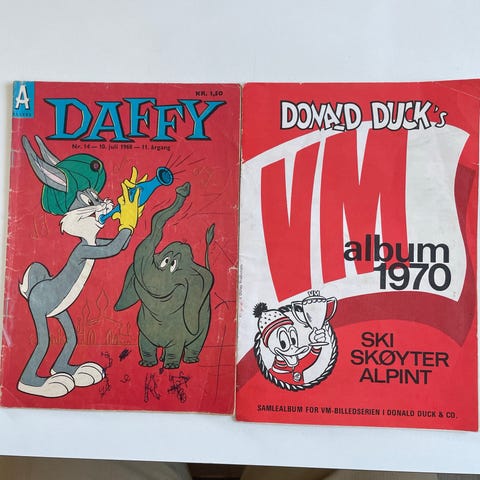 A
KR. 1,50
DAFFY
Nr. 14 — 10. juli 1968 — 11. årgang
DONALD DUCK's
VM
album
1970
VM
SKI
SKØYTER
ALPINT
SAMLEALBUM FOR VM-BILLEDSERIEN I DONALD DUCK & CO.